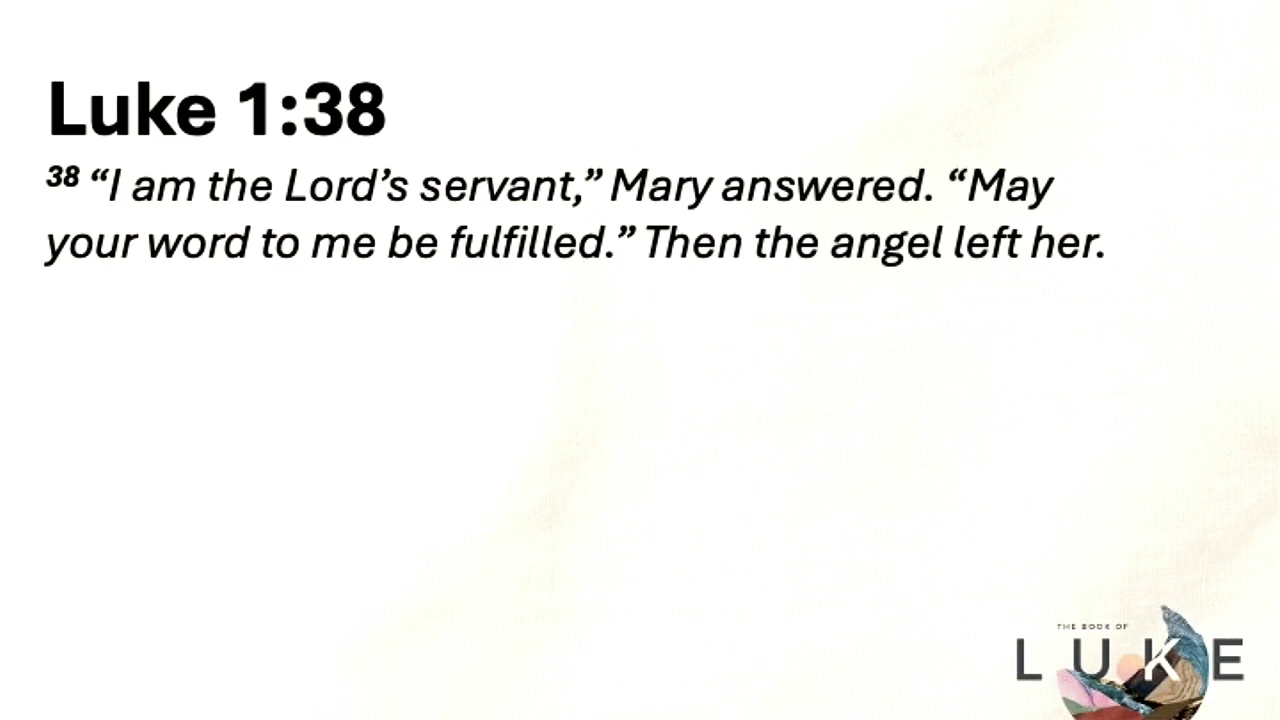 Luke 1:38
38 “I am the Lord’s servant,” Mary answered. “May
your word to me be fulfilled.” Then the angel left her.
THE BOOK OF
LUKE